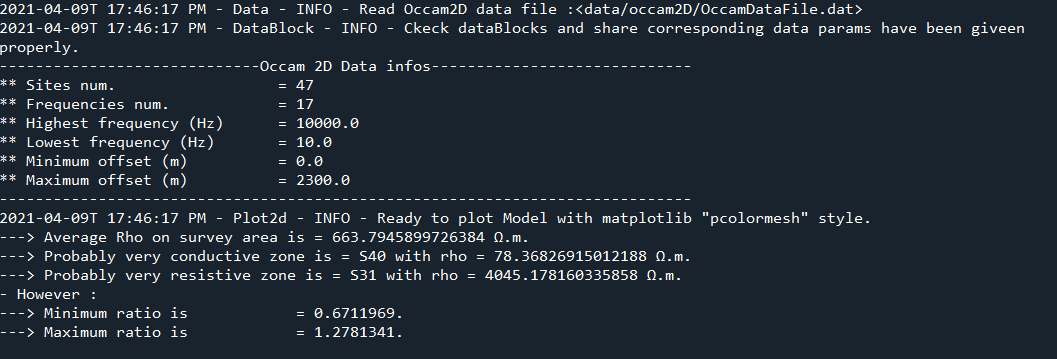 2021-04-09T 17:46:17 PM - Data - INFO - Read Occam2D data file :<data/occam2D/OccamDataFile.dat>
2021-04-09T 17:46:17 PM - DataBlock - INFO - Ckeck dataBlocks and share corresponding data params have been giveen
properly.
-----------------------------Occam 2D Data infos-----------------------------
** Sites num.                   = 47
** Frequencies num.             = 17
** Highest frequency (Hz)       = 10000.0
** Lowest frequency (Hz)        = 10.0
** Minimum offset (m)           = 0.0
** Maximum offset (m)           = 2300.0
------------------------------------------------------------------------------
2021-04-09T 17:46:17 PM - Plot2d - INFO - Ready to plot Model with matplotlib "pcolormesh" style.
---> Average Rho on survey area is = 663.7945899726384 Ω.m.
---> Probably very conductive zone is = S40 with rho = 78.36826915012188 Ω.m.
---> Probably very resistive zone is = S31 with rho = 4045.178160335858 Ω.m.
- However :
---> Minimum ratio is             = 0.6711969.
---> Maximum ratio is             = 1.2781341.